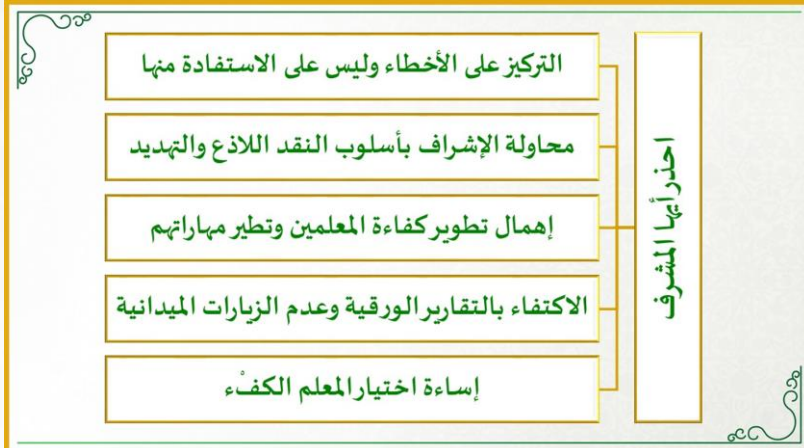 احذر أيها المشرف
التركيز على الأخطاء وليس على الاستفادة منها
محاولة الإشراف بأسلوب النقد اللاذع والتهديد
إهمال تطوير كفاءة المعلمين وتطير مهاراتهم
الاكتفاء بالتقارير الورقية وعدم الزيارات الميدانية
إساءة اختيار المعلم الكفْء